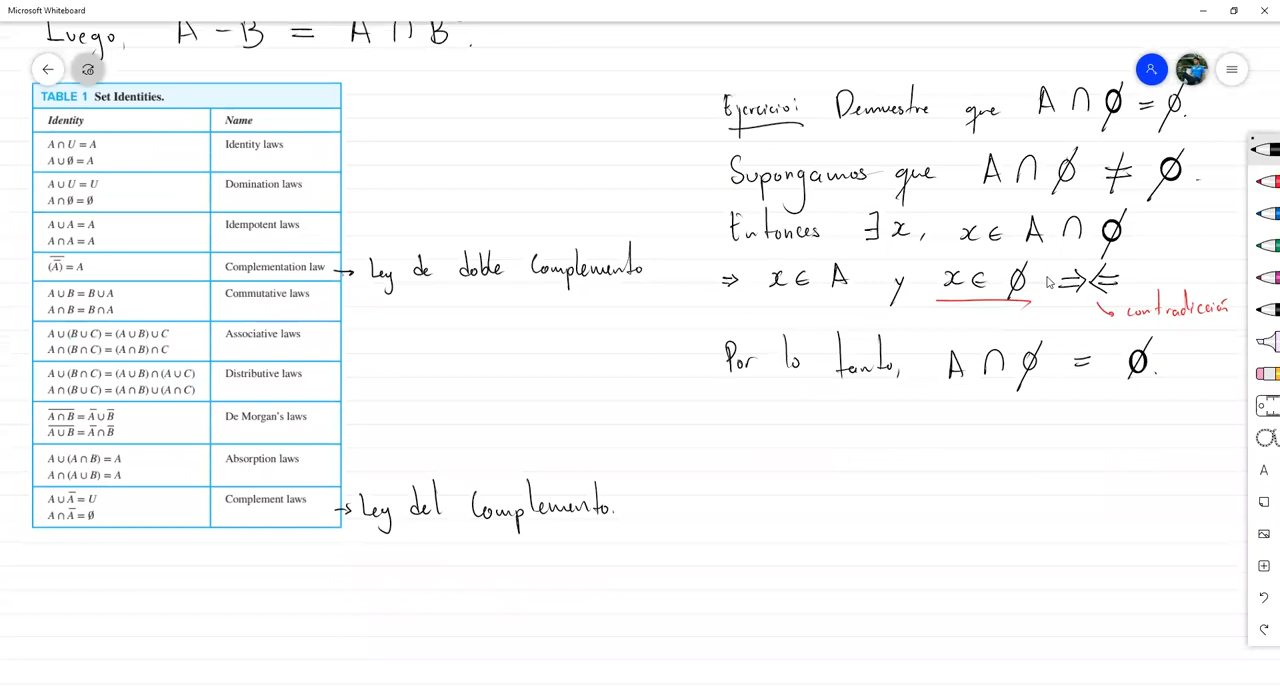 Microsoft Whiteboard
Luego, A - B = A ∩ B̅.
TABLE 1 Set Identities.
Identity Name
A ∩ U = A Identity laws
A ∪ ∅ = A
A ∪ U = U Domination laws
A ∩ ∅ = ∅
A ∪ A = A Idempotent laws
A ∩ A = A
(A̅)̅ = A Complementation law → Ley de doble complemento
A ∪ B = B ∪ A Commutative laws
A ∩ B = B ∩ A
A ∪ (B ∪ C) = (A ∪ B) ∪ C Associative laws
A ∩ (B ∩ C) = (A ∩ B) ∩ C
A ∪ (B ∩ C) = (A ∪ B) ∩ (A ∪ C) Distributive laws
A ∩ (B ∪ C) = (A ∩ B) ∪ (A ∩ C)
A̅ ̅∩̅ ̅B̅ = A̅ ∪ B̅ De Morgan's laws
A̅ ̅∪̅ ̅B̅ = A̅ ∩ B̅
A ∪ (A ∩ B) = A Absorption laws
A ∩ (A ∪ B) = A
A ∪ A̅ = U Complement laws → Ley del complemento.
A ∩ A̅ = ∅
Ejercicio: Demuestre que A ∩ ∅ = ∅.
Supongamos que A ∩ ∅ ≠ ∅.
Entonces ∃ x, x ∈ A ∩ ∅
⇒ x ∈ A y x ∈ ∅ ⇒⇐
↳ contradicción
Por lo tanto, A ∩ ∅ = ∅.